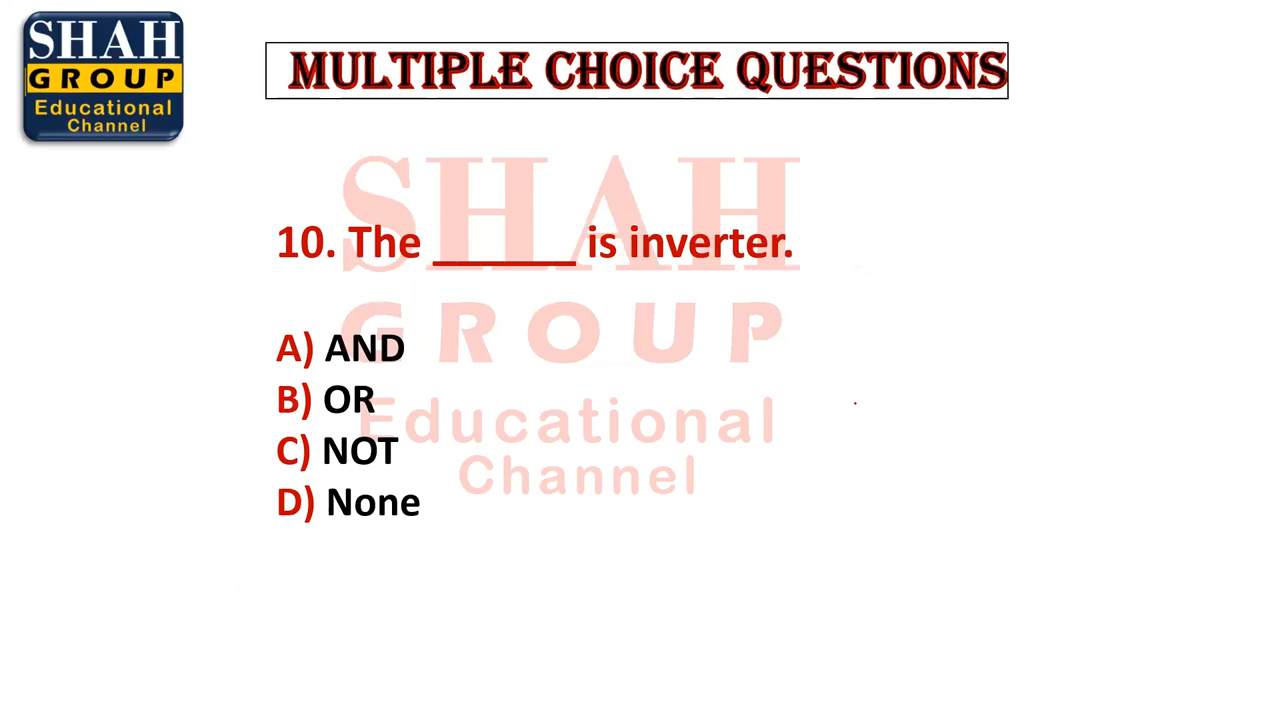 SHAH
GROUP
Educational
Channel
MULTIPLE CHOICE QUESTIONS
SHAH
10. The ______ is inverter.
GROUP
A) AND
B) OR
Educational
C) NOT
Channel
D) None